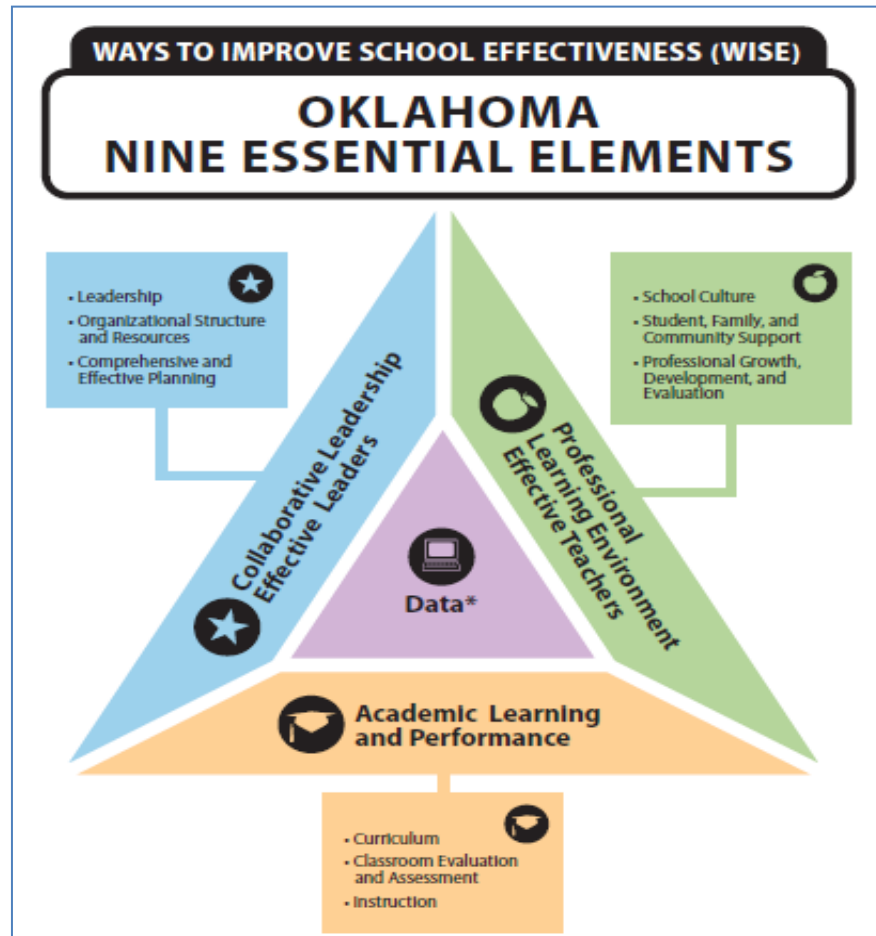 WAYS TO IMPROVE SCHOOL EFFECTIVENESS (WISE)
OKLAHOMA
NINE ESSENTIAL ELEMENTS
• Leadership
• Organizational Structure
and Resources
• Comprehensive and
Effective Planning
• School Culture
• Student, Family, and
Community Support
• Professional Growth,
Development, and
Evaluation
Collaborative Leadership
Effective Leaders
Professional
Learning Environment
Effective Teachers
Data*
Academic Learning
and Performance
• Curriculum
• Classroom Evaluation
and Assessment
• Instruction